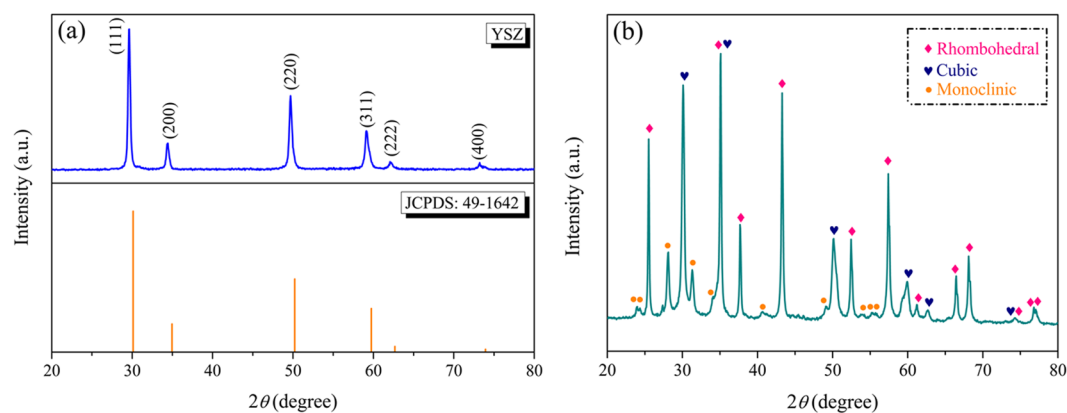 (a)
YSZ
(111)
(200)
(220)
(311)
(222)
(400)
JCPDS: 49-1642
Intensity (a.u.)
20 30 40 50 60 70 80
2θ (degree)
(b)
♦ Rhombohedral
♥ Cubic
● Monoclinic
Intensity (a.u.)
20 30 40 50 60 70 80
2θ (degree)